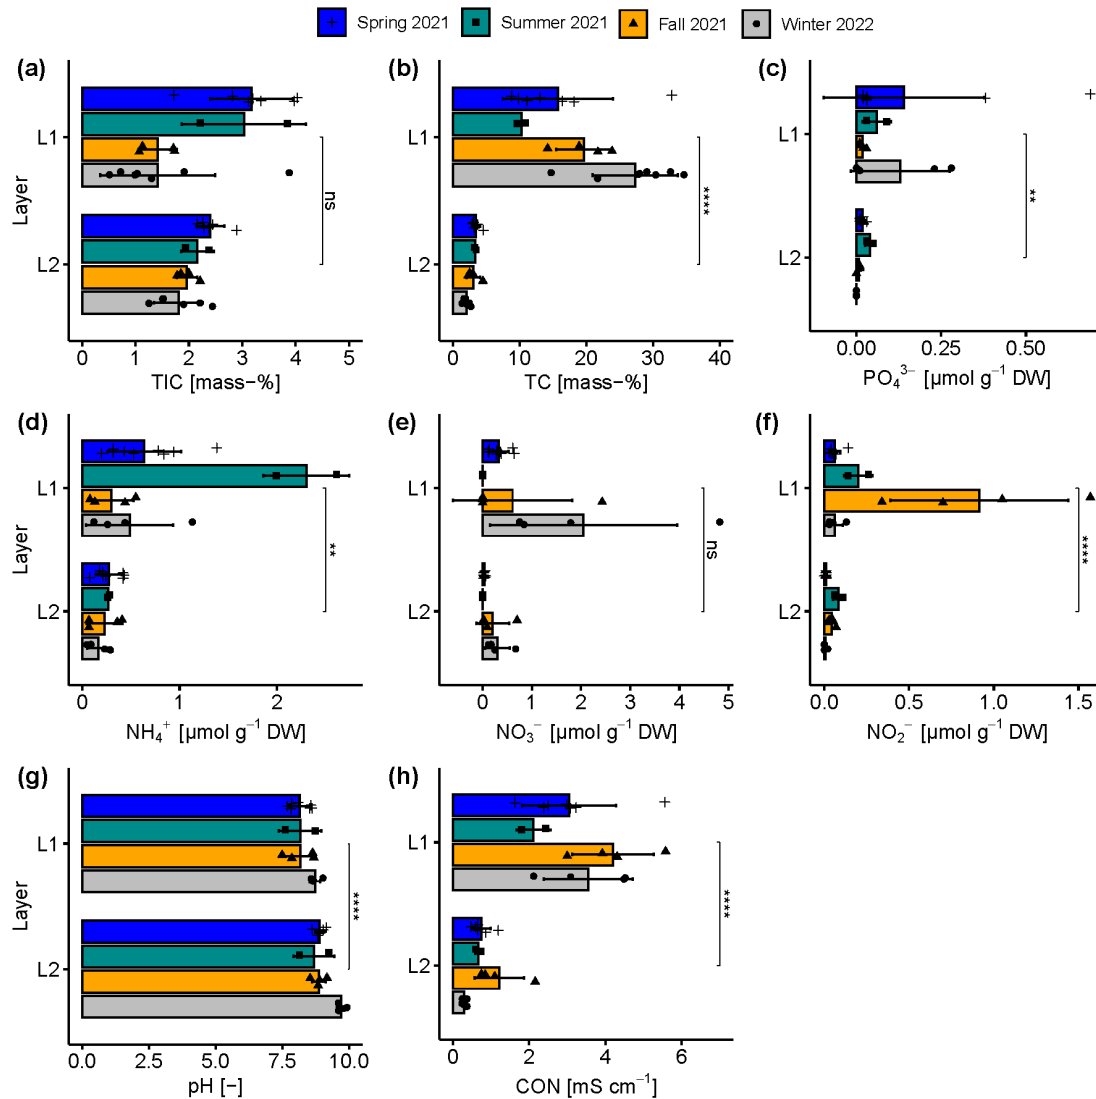 Spring 2021 Summer 2021 Fall 2021 Winter 2022
(a) (b) (c)
Layer L1 L2 ns
0 1 2 3 4 5
TIC [mass−%]
L1 L2 ****
0 10 20 30 40
TC [mass−%]
L1 L2 **
0.00 0.25 0.50
PO₄³⁻ [µmol g⁻¹ DW]
(d) (e) (f)
Layer L1 L2 **
0 1 2
NH₄⁺ [µmol g⁻¹ DW]
L1 L2 ns
0 1 2 3 4 5
NO₃⁻ [µmol g⁻¹ DW]
L1 L2 ****
0.0 0.5 1.0 1.5
NO₂⁻ [µmol g⁻¹ DW]
(g) (h)
Layer L1 L2 ****
0.0 2.5 5.0 7.5 10.0
pH [−]
L1 L2 ****
0 2 4 6
CON [mS cm⁻¹]